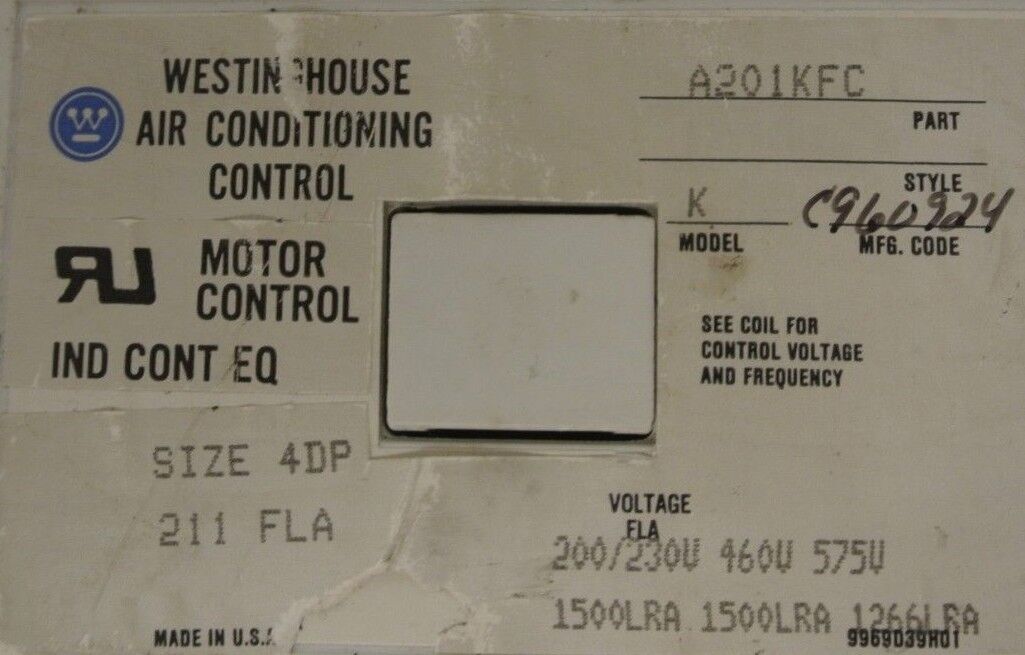 WESTINGHOUSE
AIR CONDITIONING
CONTROL
MOTOR
CONTROL
IND CONT EQ
SIZE 4DP
211 FLA
MADE IN U.S.A
A201KFC
PART
STYLE
K
C960924
MODEL
MFG. CODE
SEE COIL FOR
CONTROL VOLTAGE
AND FREQUENCY
VOLTAGE
FLA
200/230V 460V 575V
1500LRA 1500LRA 1266LRA
9969D39H01